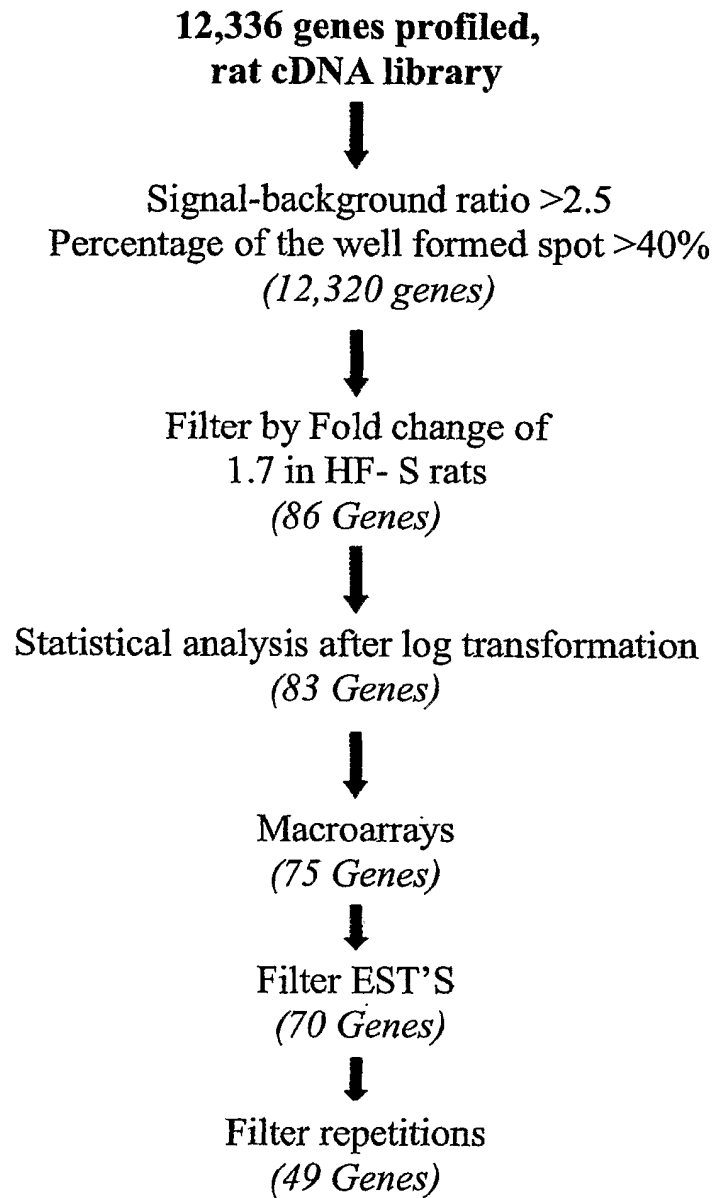 12,336 genes profiled,
rat cDNA library
Signal-background ratio >2.5
Percentage of the well formed spot >40%
(12,320 genes)
Filter by Fold change of
1.7 in HF- S rats
(86 Genes)
Statistical analysis after log transformation
(83 Genes)
Macroarrays
(75 Genes)
Filter EST'S
(70 Genes)
Filter repetitions
(49 Genes)